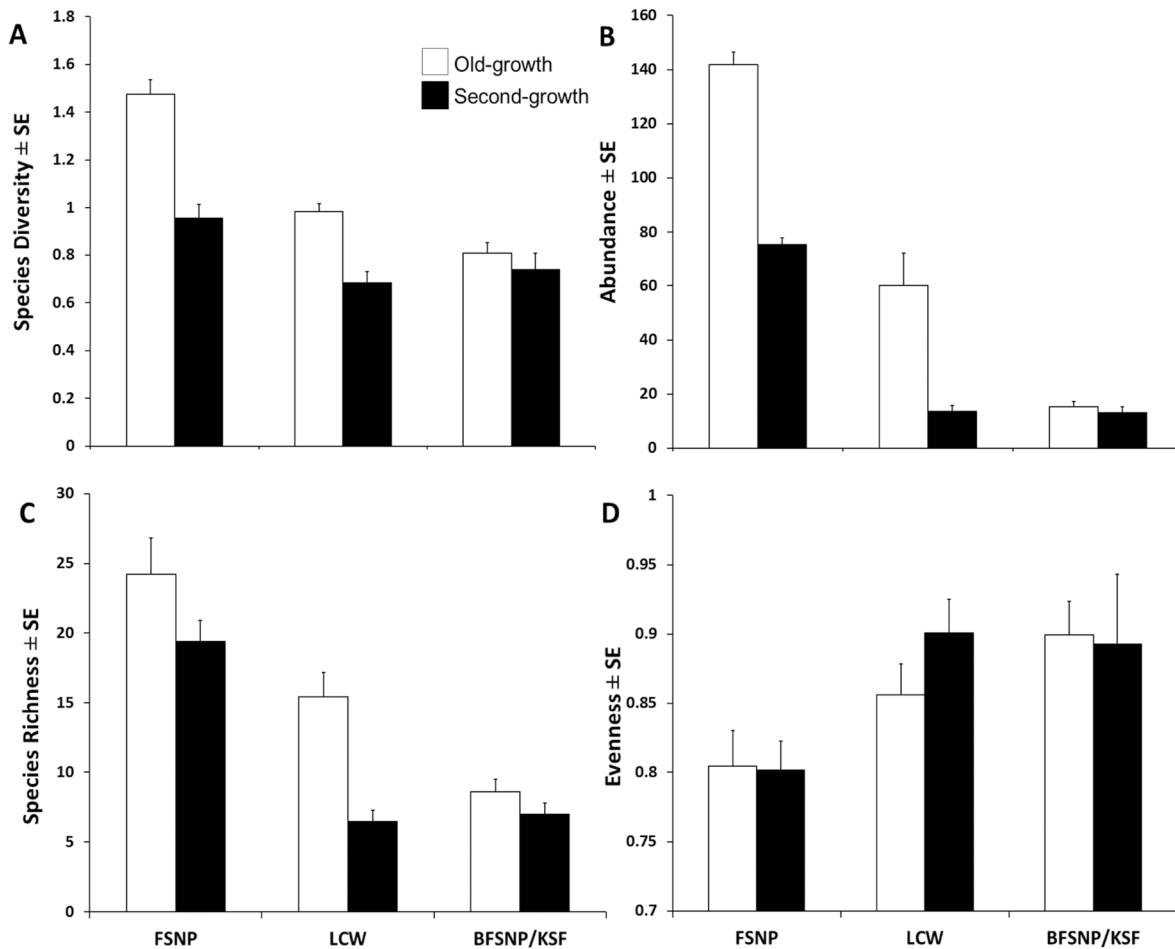 A
Species Diversity ± SE
1.8
1.6
1.4
1.2
1
0.8
0.6
0.4
0.2
0
Old-growth
Second-growth
B
Abundance ± SE
160
140
120
100
80
60
40
20
0
C
Species Richness ± SE
30
25
20
15
10
5
0
FSNP LCW BFSNP/KSF
D
Evenness ± SE
1
0.95
0.9
0.85
0.8
0.75
0.7
FSNP LCW BFSNP/KSF